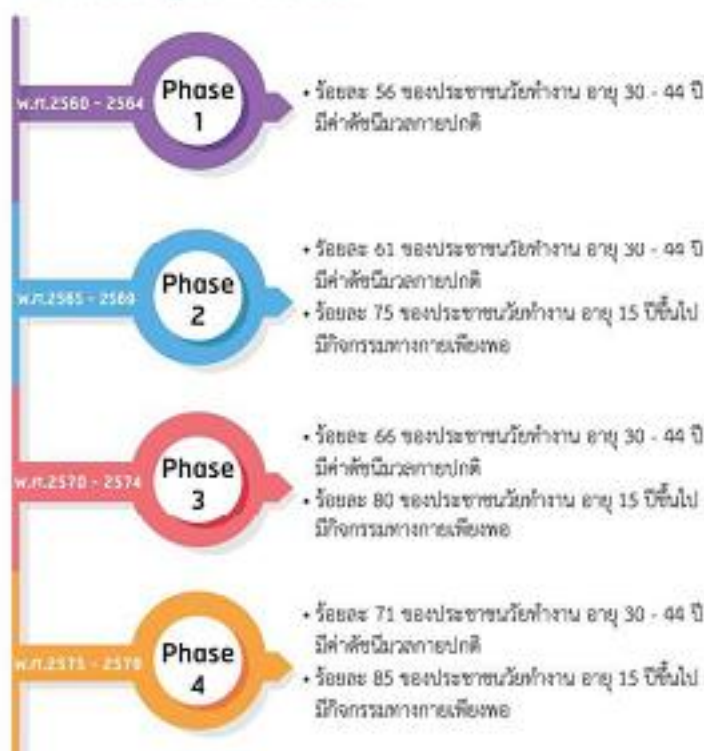 พ.ศ.2560 - 2564
Phase
1
• ร้อยละ 56 ของประชาชนวัยทำงาน อายุ 30 - 44 ปี
มีค่าดัชนีมวลกายปกติ
พ.ศ.2565 - 2569
Phase
2
• ร้อยละ 61 ของประชาชนวัยทำงาน อายุ 30 - 44 ปี
มีค่าดัชนีมวลกายปกติ
• ร้อยละ 75 ของประชาชนวัยทำงาน อายุ 15 ปีขึ้นไป
มีกิจกรรมทางกายเพียงพอ
พ.ศ.2570 - 2574
Phase
3
• ร้อยละ 66 ของประชาชนวัยทำงาน อายุ 30 - 44 ปี
มีค่าดัชนีมวลกายปกติ
• ร้อยละ 80 ของประชาชนวัยทำงาน อายุ 15 ปีขึ้นไป
มีกิจกรรมทางกายเพียงพอ
พ.ศ.2575 - 2579
Phase
4
• ร้อยละ 71 ของประชาชนวัยทำงาน อายุ 30 - 44 ปี
มีค่าดัชนีมวลกายปกติ
• ร้อยละ 85 ของประชาชนวัยทำงาน อายุ 15 ปีขึ้นไป
มีกิจกรรมทางกายเพียงพอ